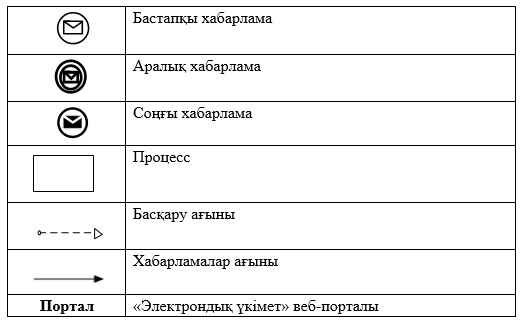 Бастапқы хабарлама
Аралық хабарлама
Соңғы хабарлама
Процесс
Басқару ағыны
Хабарламалар ағыны
Портал «Электрондық үкімет» веб-порталы